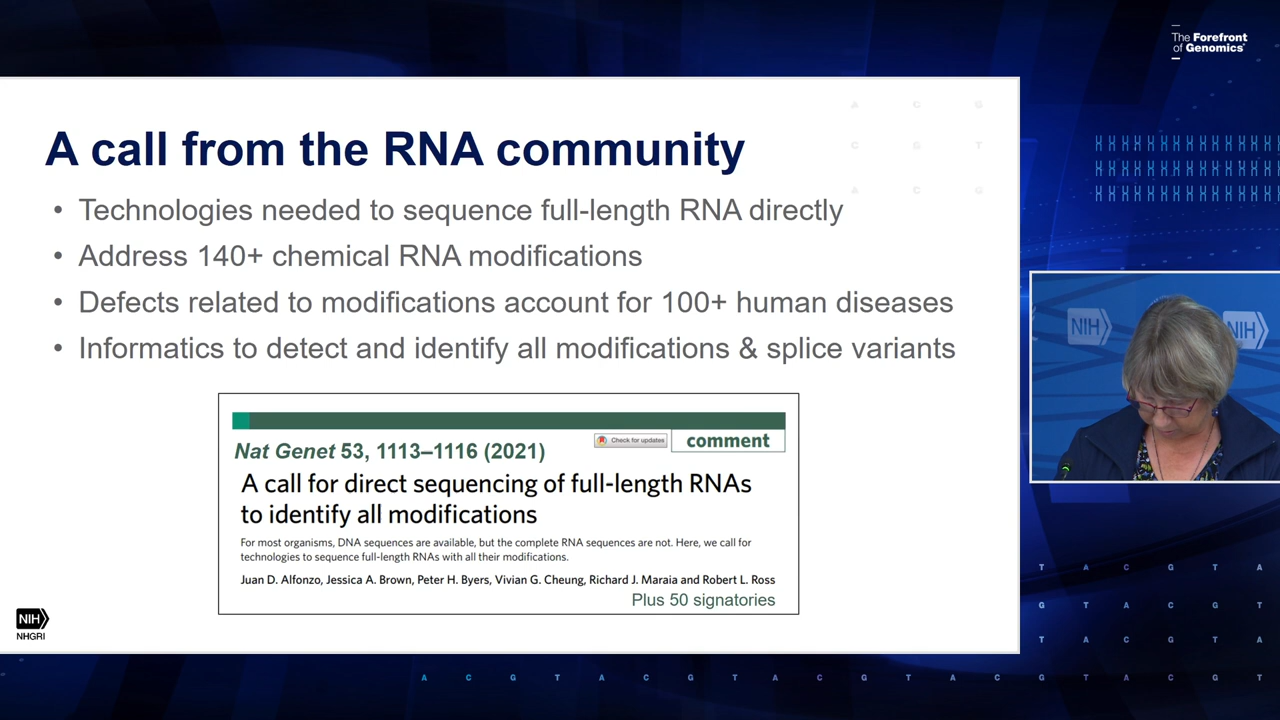 The Forefront
of Genomics®
A call from the RNA community
• Technologies needed to sequence full-length RNA directly
• Address 140+ chemical RNA modifications
• Defects related to modifications account for 100+ human diseases
• Informatics to detect and identify all modifications & splice variants
Check for updates
comment
Nat Genet 53, 1113–1116 (2021)
A call for direct sequencing of full-length RNAs
to identify all modifications
For most organisms, DNA sequences are available, but the complete RNA sequences are not. Here, we call for
technologies to sequence full-length RNAs with all their modifications.
Juan D. Alfonzo, Jessica A. Brown, Peter H. Byers, Vivian G. Cheung, Richard J. Maraia and Robert L. Ross
Plus 50 signatories
NIH
NHGRI
NIH
NIH
A C G
G G T
A C G
T A C G T A
G T A C G T
T A C G T A
A C G T A C G T A C G T A C G T A C G T A C G T